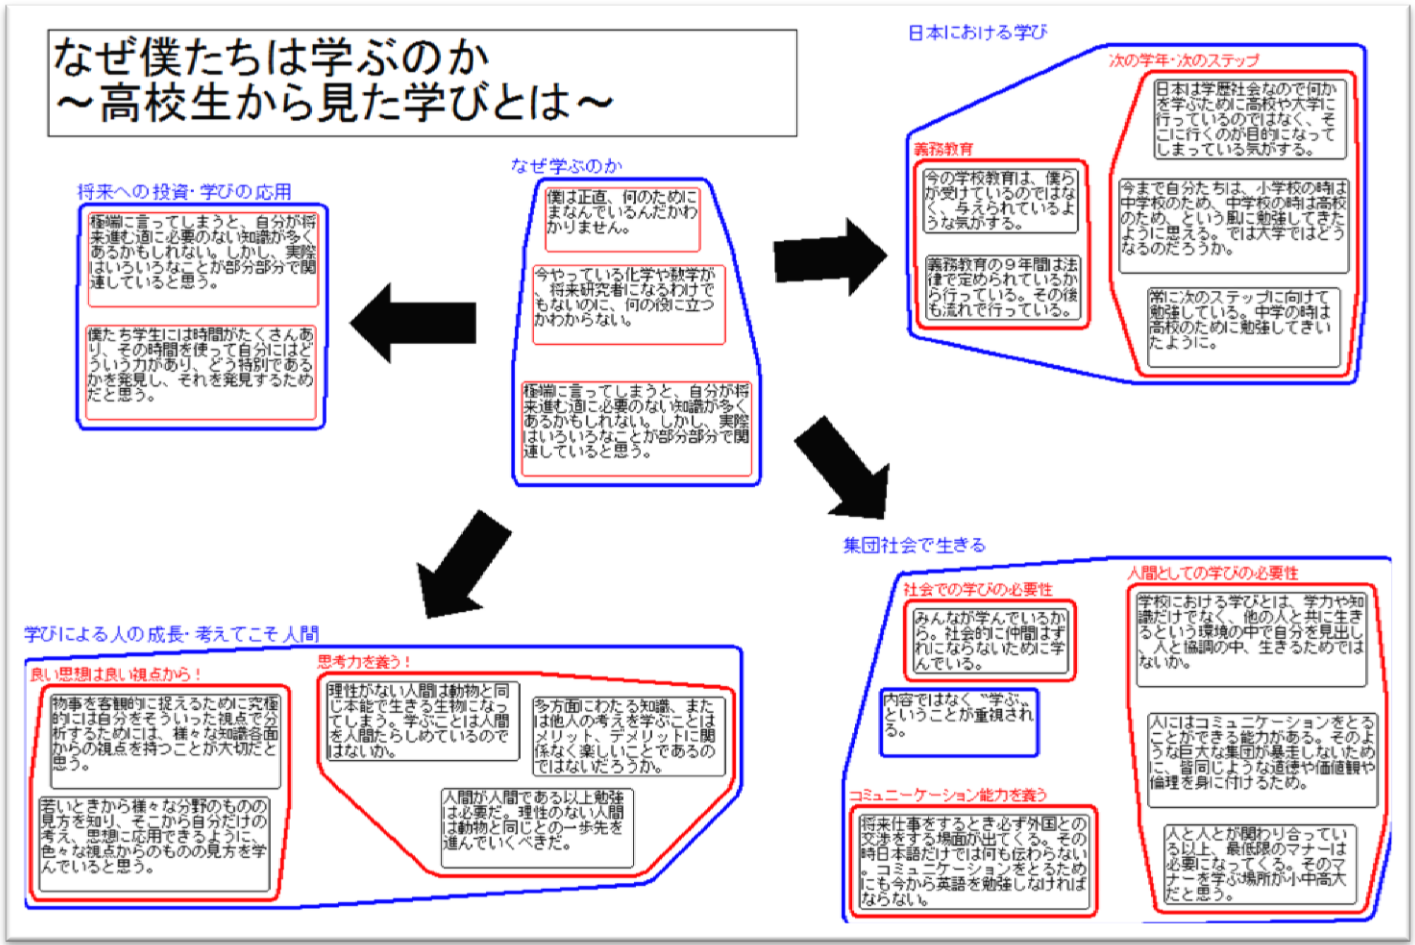 なぜ僕たちは学ぶのか
～高校生から見た学びとは～
将来への投資・学びの応用
極端に言ってしまうと、自分が将
来進む道に必要のない知識が多く
あるかもしれない。しかし、実際
はいろいろなことが部分部分で関
連していると思う。
僕たち学生には時間がたくさんあ
り、その時間を使って自分にはど
ういう力があり、どう特別である
かを発見し、それを発見するため
だと思う。
なぜ学ぶのか
僕は正直、何のために
まなんでいるんだかわ
かりません。
今やっている化学や数学が
、将来研究者になるわけで
もないのに、何の役に立つ
かわからない。
極端に言ってしまうと、自分が将
来進む道に必要のない知識が多く
あるかもしれない。しかし、実際
はいろいろなことが部分部分で関
連していると思う。
日本における学び
義務教育
今の学校教育は、僕ら
が受けているのではな
く、与えられているよ
うな気がする。
義務教育の９年間は法
律で定められているか
ら行っている。その後
も流れで行っている。
次の学年・次のステップ
日本は学歴社会なので何か
を学ぶために高校や大学に
行っているのではなく、そ
こに行くのが目的になって
しまっている気がする。
今まで自分たちは、小学校の時は
中学校のため、中学校の時は高校
のため、という風に勉強してきた
ように思える。では大学ではどう
なるのだろうか。
常に次のステップに向けて
勉強している。中学の時は
高校のために勉強してきい
たように。
学びによる人の成長・考えてこそ人間
良い思想は良い視点から！
物事を客観的に捉えるために究極
的には自分をそういった視点で分
析するためには、様々な知識各面
からの視点を持つことが大切だと
思う。
若いときから様々な分野のものの
見方を知り、そこから自分だけの
考え、思想に応用できるように、
色々な視点からのものの見方を学
んでいると思う。
思考力を養う！
理性がない人間は動物と同
じ本能で生きる生物になっ
てしまう。学ぶことは人間
を人間たらしめているので
はないか。
多方面にわたる知識、また
は他人の考えを学ぶことは
メリット、デメリットに関
係なく楽しいことであるの
ではないだろうか。
人間が人間である以上勉強
は必要だ。理性のない人間
は動物と同じとの一歩先を
進んでいくべきだ。
集団社会で生きる
社会での学びの必要性
みんなが学んでいるか
ら。社会的に仲間はず
れにならないために学
んでいる。
内容ではなく〝学ぶ〟
ということが重視され
る。
コミュニーケーション能力を養う
将来仕事をするとき必ず外国との
交渉をする場面が出てくる。その
時日本語だけでは何も伝わらない
。コミュニケーションをとるため
にも今から英語を勉強しなければ
ならない。
人間としての学びの必要性
学校における学びとは、学力や知
識だけでなく、他の人と共に生き
るという環境の中で自分を見出し
、人と協調の中、生きるためでは
ないか。
人にはコミュニケーションをとる
ことができる能力がある。そのよ
うな巨大な集団が暴走しないため
に、皆同じような道徳や価値観や
倫理を身に付けるため。
人と人とが関わり合ってい
る以上、最低限のマナーは
必要になってくる。そのマ
ナーを学ぶ場所が小中高大
だと思う。